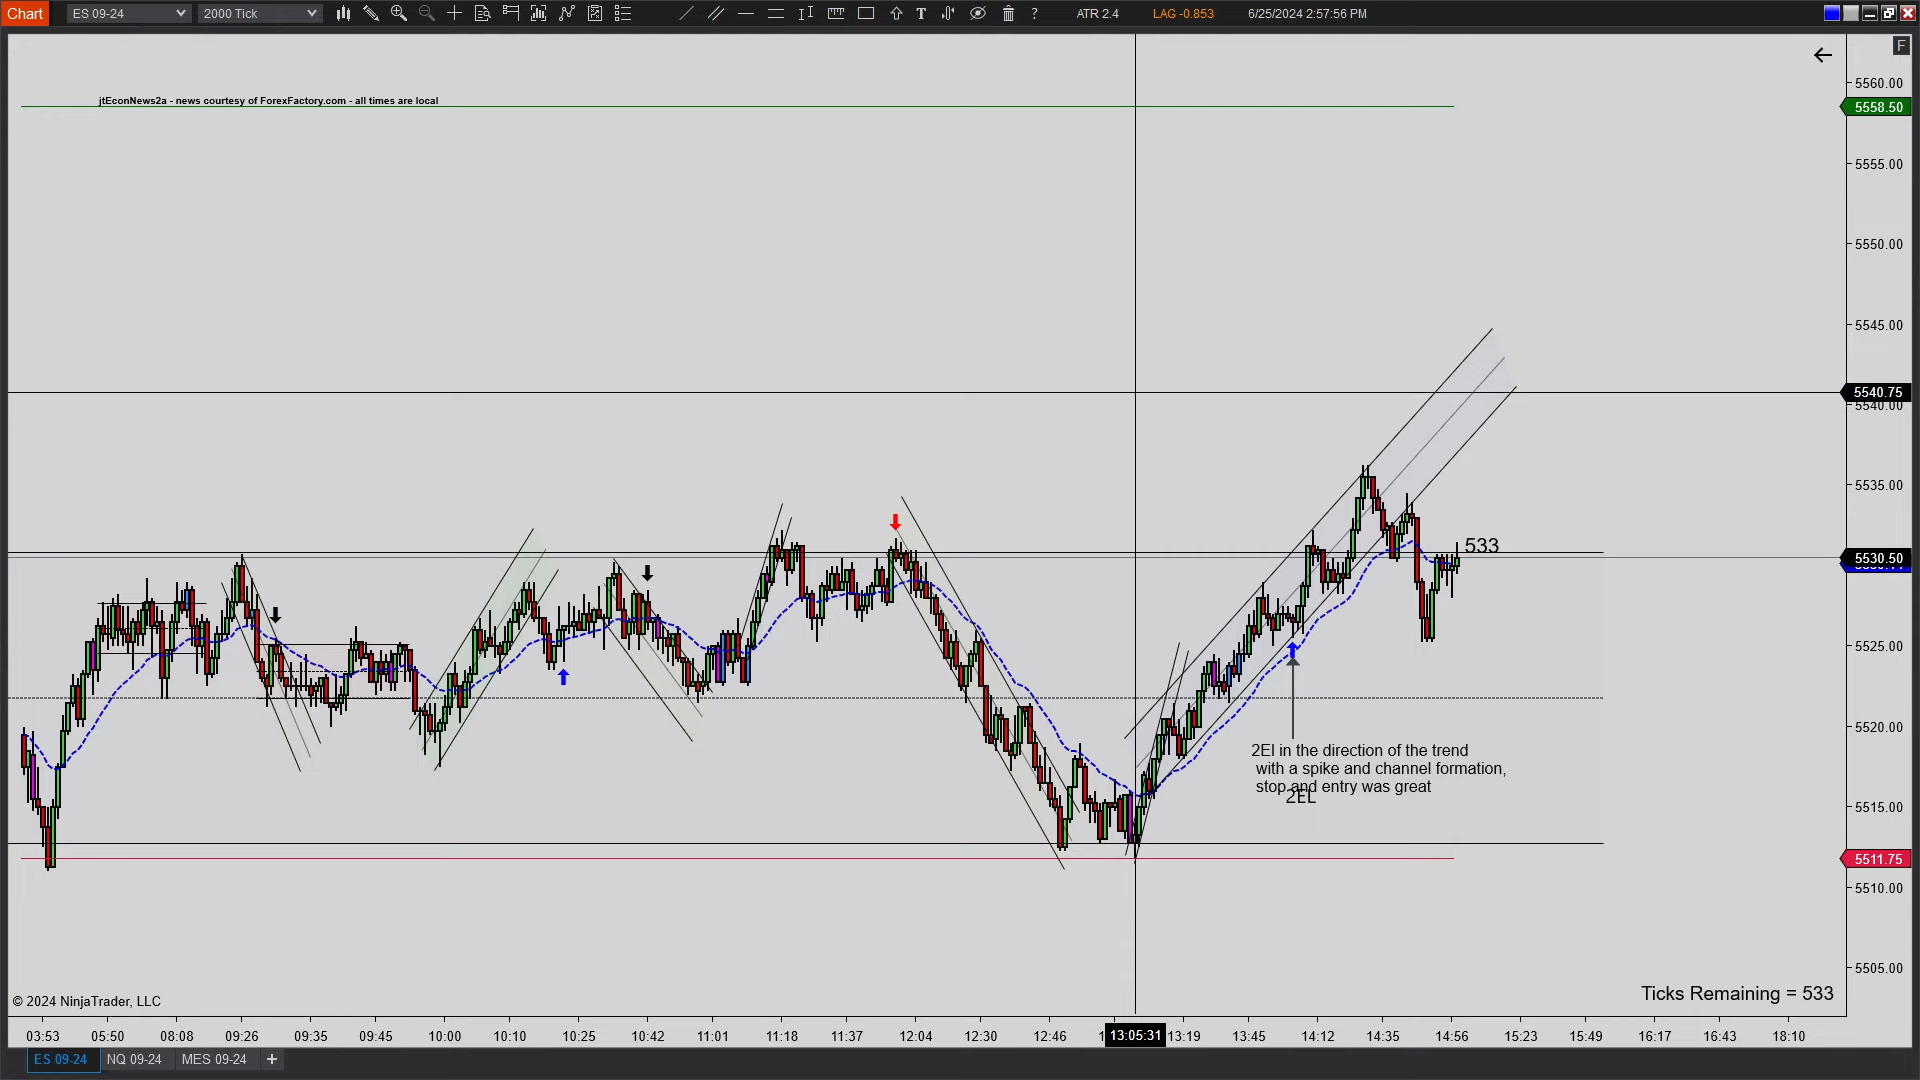 Chart ES 09-24 2000 Tick ? ATR 2.4 LAG -0.853 6/25/2024 2:57:56 PM
F
5560.00
jtEconNews2a - news courtesy of ForexFactory.com - all times are local
5558.50
5555.00
5550.00
5545.00
5540.75
5540.00
5535.00
533
5530.50
5525.00
5520.00
2EI in the direction of the trend
with a spike and channel formation,
stop and entry was great
2EL
5515.00
5511.75
5510.00
5505.00
Ticks Remaining = 533
© 2024 NinjaTrader, LLC
03:53 05:50 08:08 09:26 09:35 09:45 10:00 10:10 10:25 10:42 11:01 11:18 11:37 12:04 12:30 12:46 13:05:31 13:19 13:45 14:12 14:35 14:56 15:23 15:49 16:17 16:43 18:10
ES 09-24 NQ 09-24 MES 09-24 +